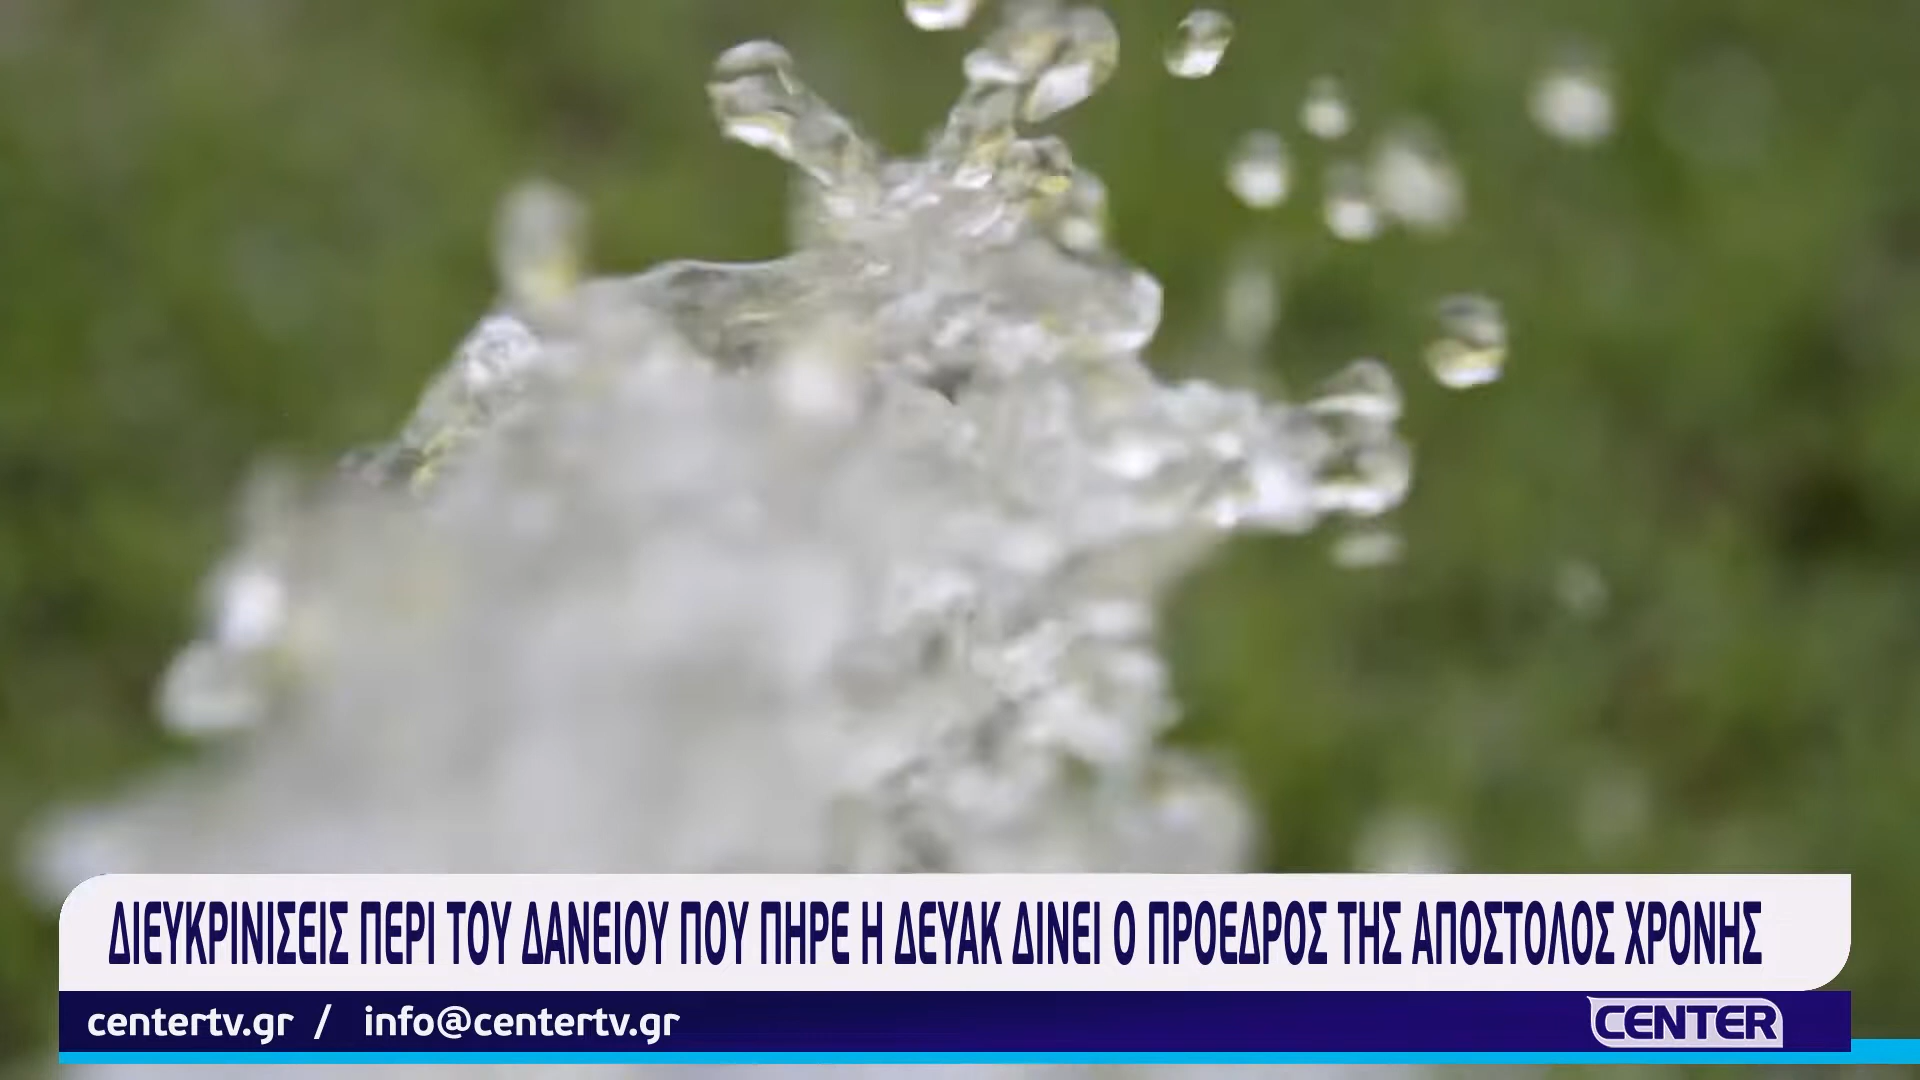 ΔΙΕΥΚΡΙΝΙΣΕΙΣ ΠΕΡΙ ΤΟΥ ΔΑΝΕΙΟΥ ΠΟΥ ΠΗΡΕ Η ΔΕΥΑΚ ΔΙΝΕΙ Ο ΠΡΟΕΔΡΟΣ ΤΗΣ ΑΠΟΣΤΟΛΟΣ ΧΡΟΝΗΣ
centertv.gr / info@centertv.gr
CENTER